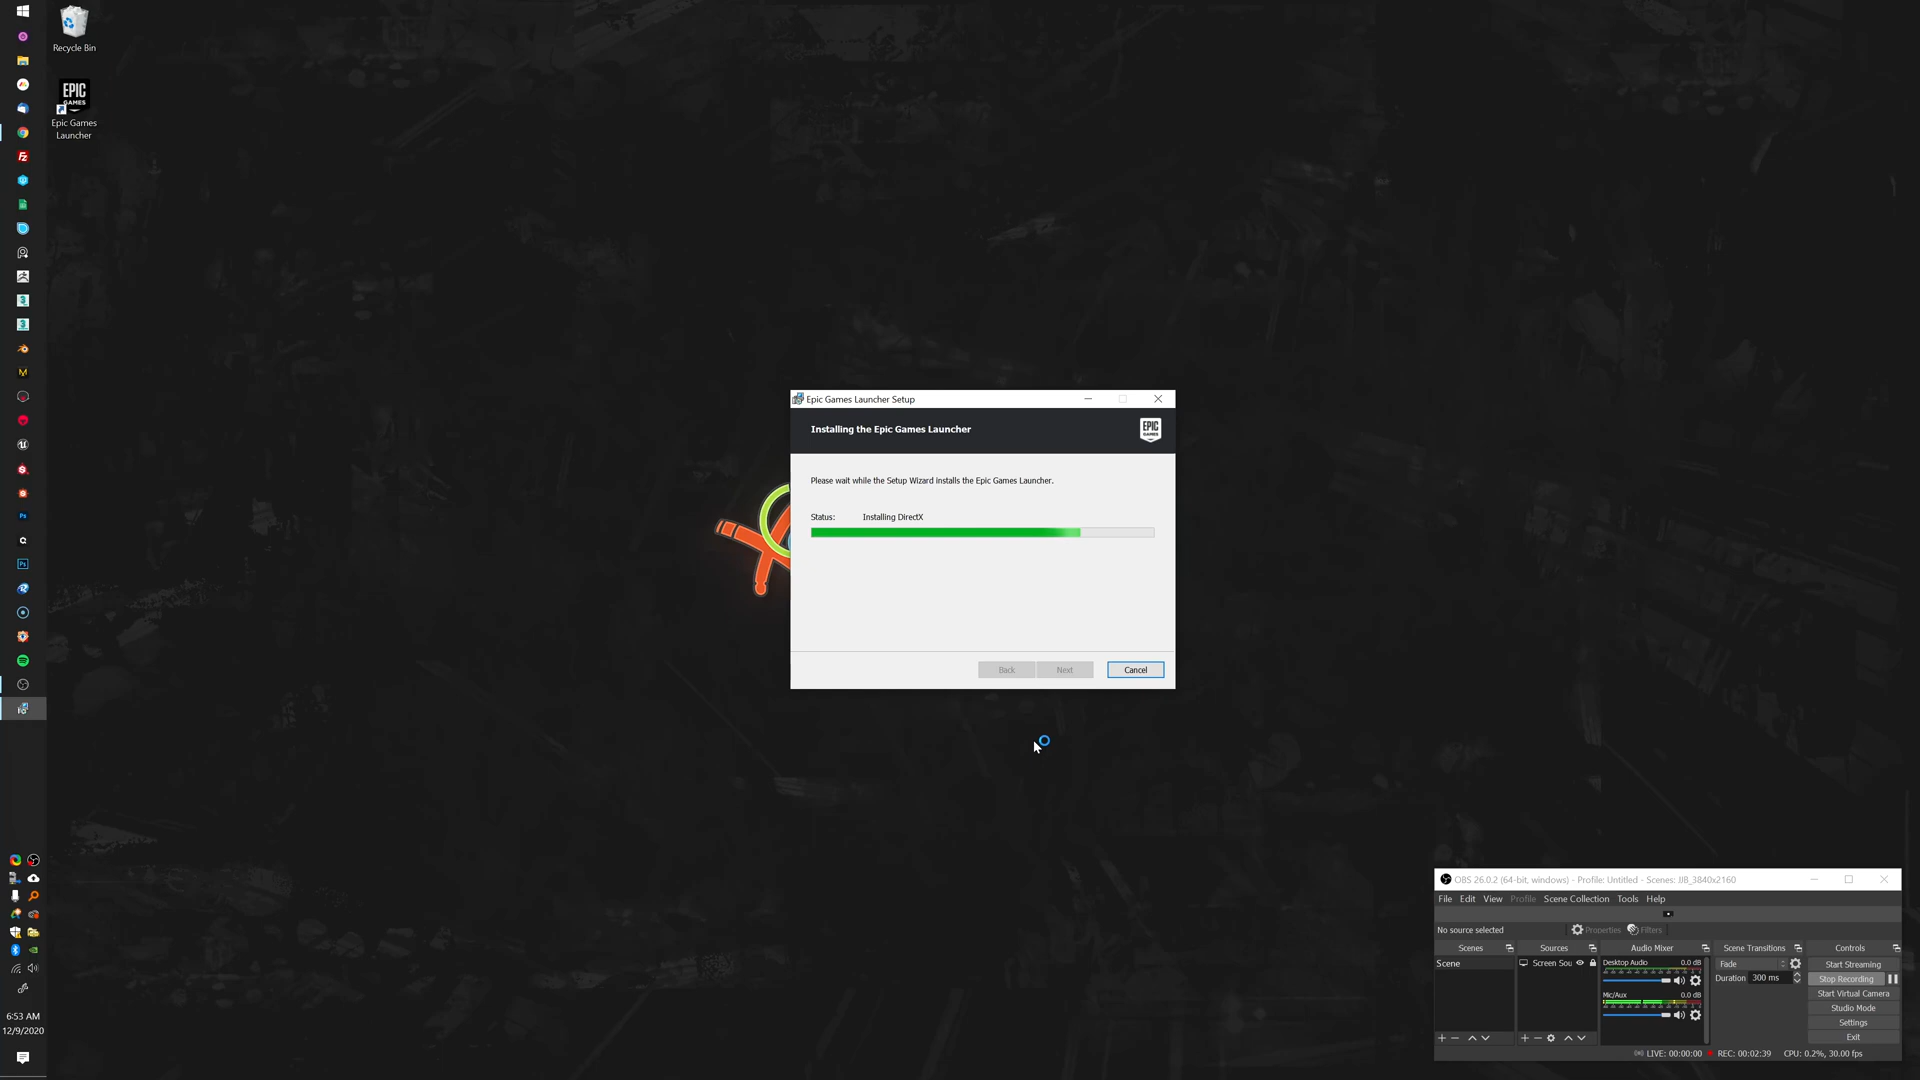 Recycle Bin
EPIC
GAMES
Epic Games
Launcher
Epic Games Launcher Setup
Installing the Epic Games Launcher
EPIC
GAMES
Please wait while the Setup Wizard installs the Epic Games Launcher.
Status: Installing DirectX
Back Next Cancel
6:53 AM
12/9/2020
OBS 26.0.2 (64-bit, windows) - Profile: Untitled - Scenes: JJB_3840x2160
File Edit View Profile Scene Collection Tools Help
No source selected Properties Filters
Scenes Sources Audio Mixer Scene Transitions Controls
Scene
Screen Sou
Desktop Audio 0.0 dB
Mic/Aux 0.0 dB
Fade
Duration 300 ms
Start Streaming
Stop Recording
Start Virtual Camera
Studio Mode
Settings
Exit
LIVE: 00:00:00 REC: 00:02:39 CPU: 0.2%, 30.00 fps